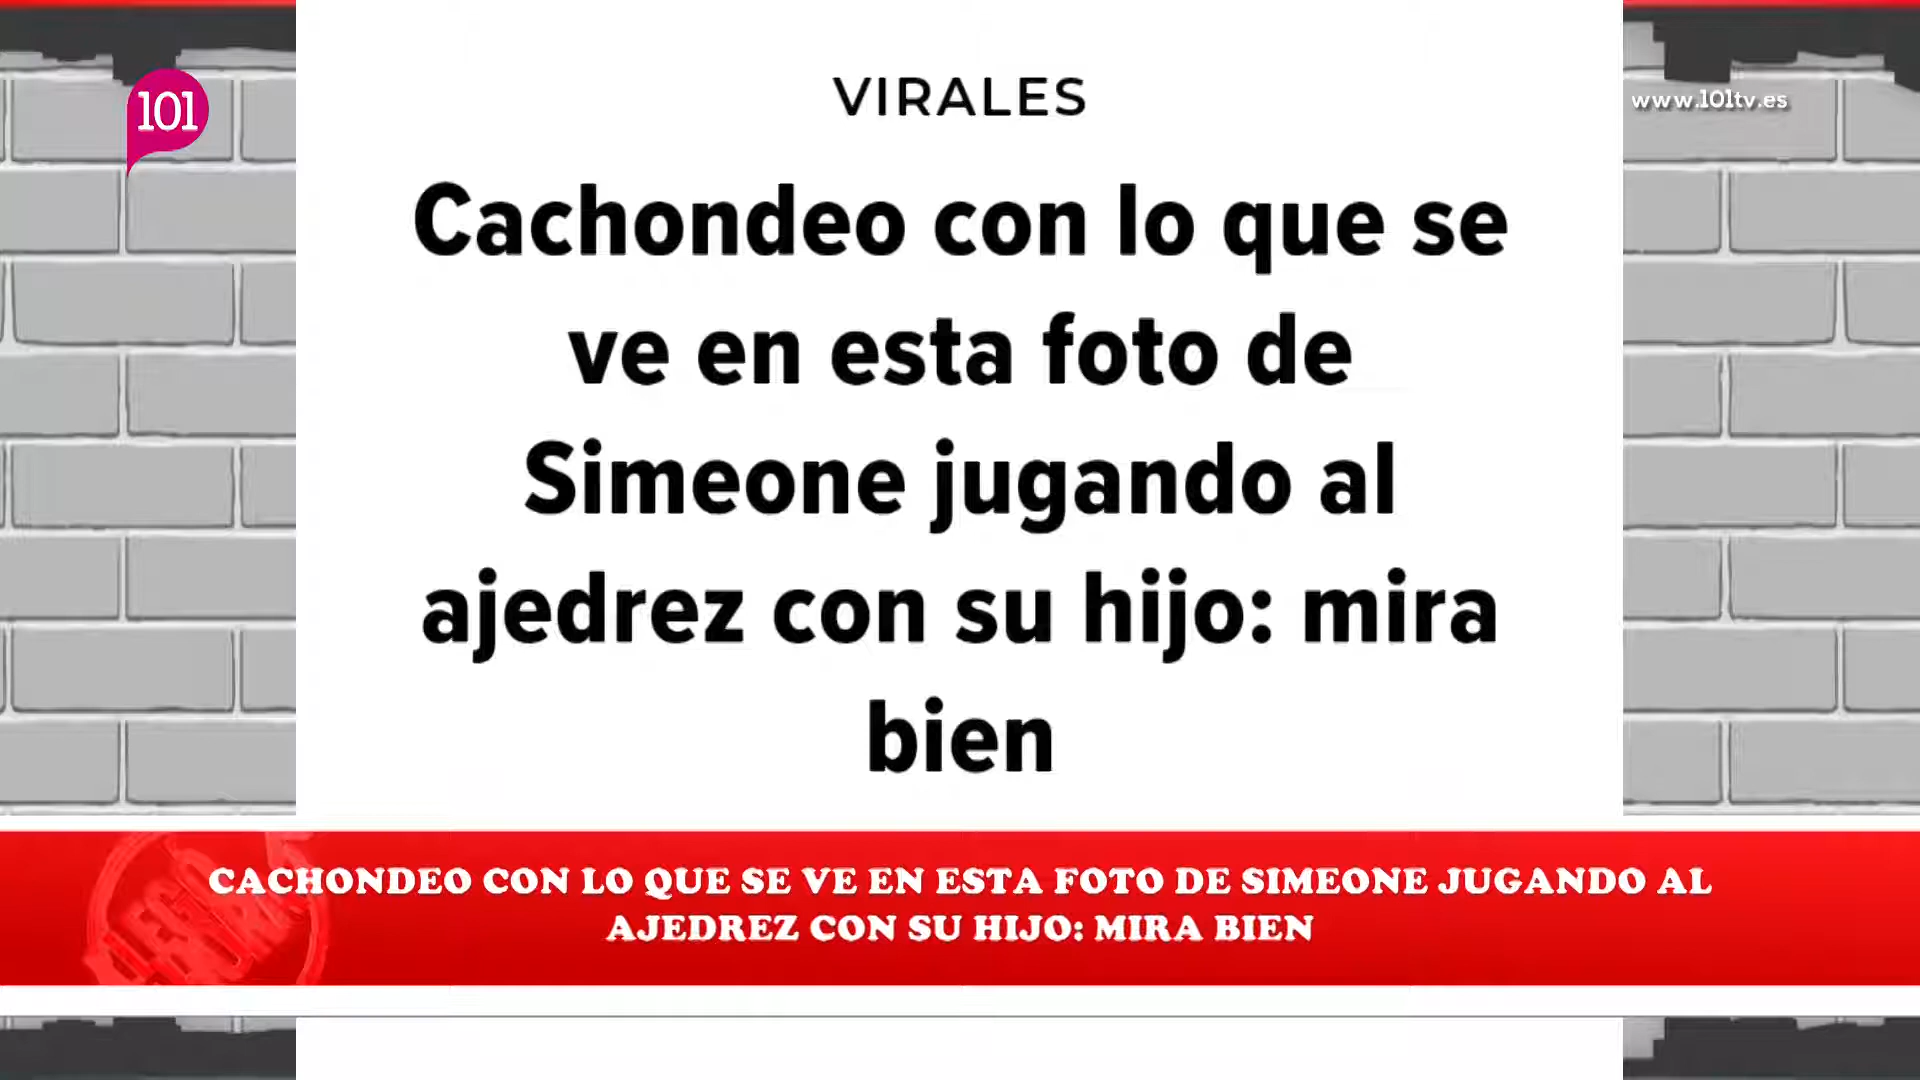 101
www.101tv.es
VIRALES
Cachondeo con lo que se
ve en esta foto de
Simeone jugando al
ajedrez con su hijo: mira
bien
CACHONDEO CON LO QUE SE VE EN ESTA FOTO DE SIMEONE JUGANDO AL
AJEDREZ CON SU HIJO: MIRA BIEN